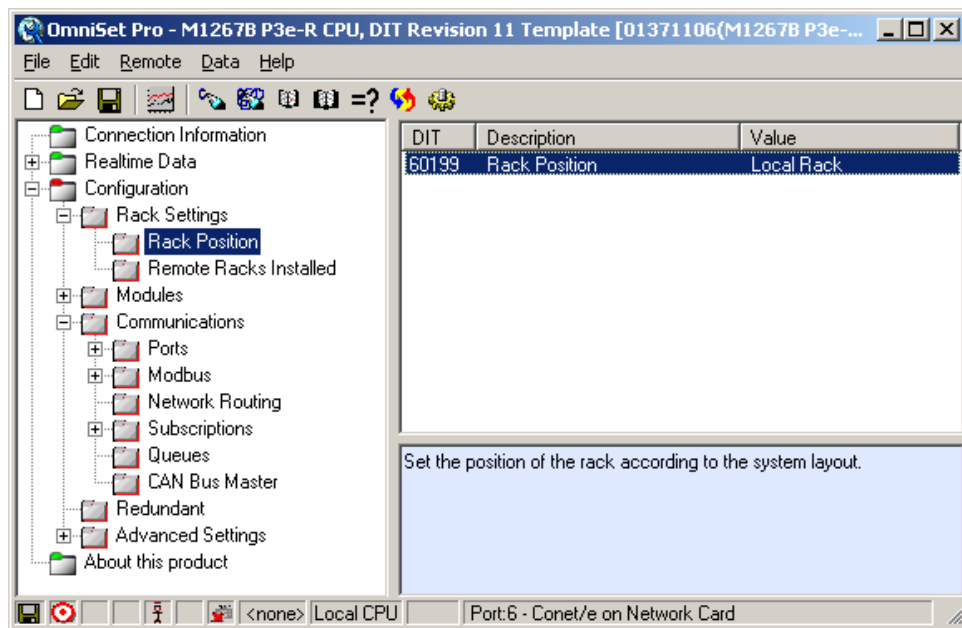 OmniSet Pro - M1267B P3e-R CPU, DIT Revision 11 Template [01371106(M1267B P3e-...
File Edit Remote Data Help
=?
Connection Information
Realtime Data
Configuration
Rack Settings
Rack Position
Remote Racks Installed
Modules
Communications
Ports
Modbus
Network Routing
Subscriptions
Queues
CAN Bus Master
Redundant
Advanced Settings
About this product
DIT Description Value
60199 Rack Position Local Rack
Set the position of the rack according to the system layout.
<none> Local CPU Port:6 - Conet/e on Network Card